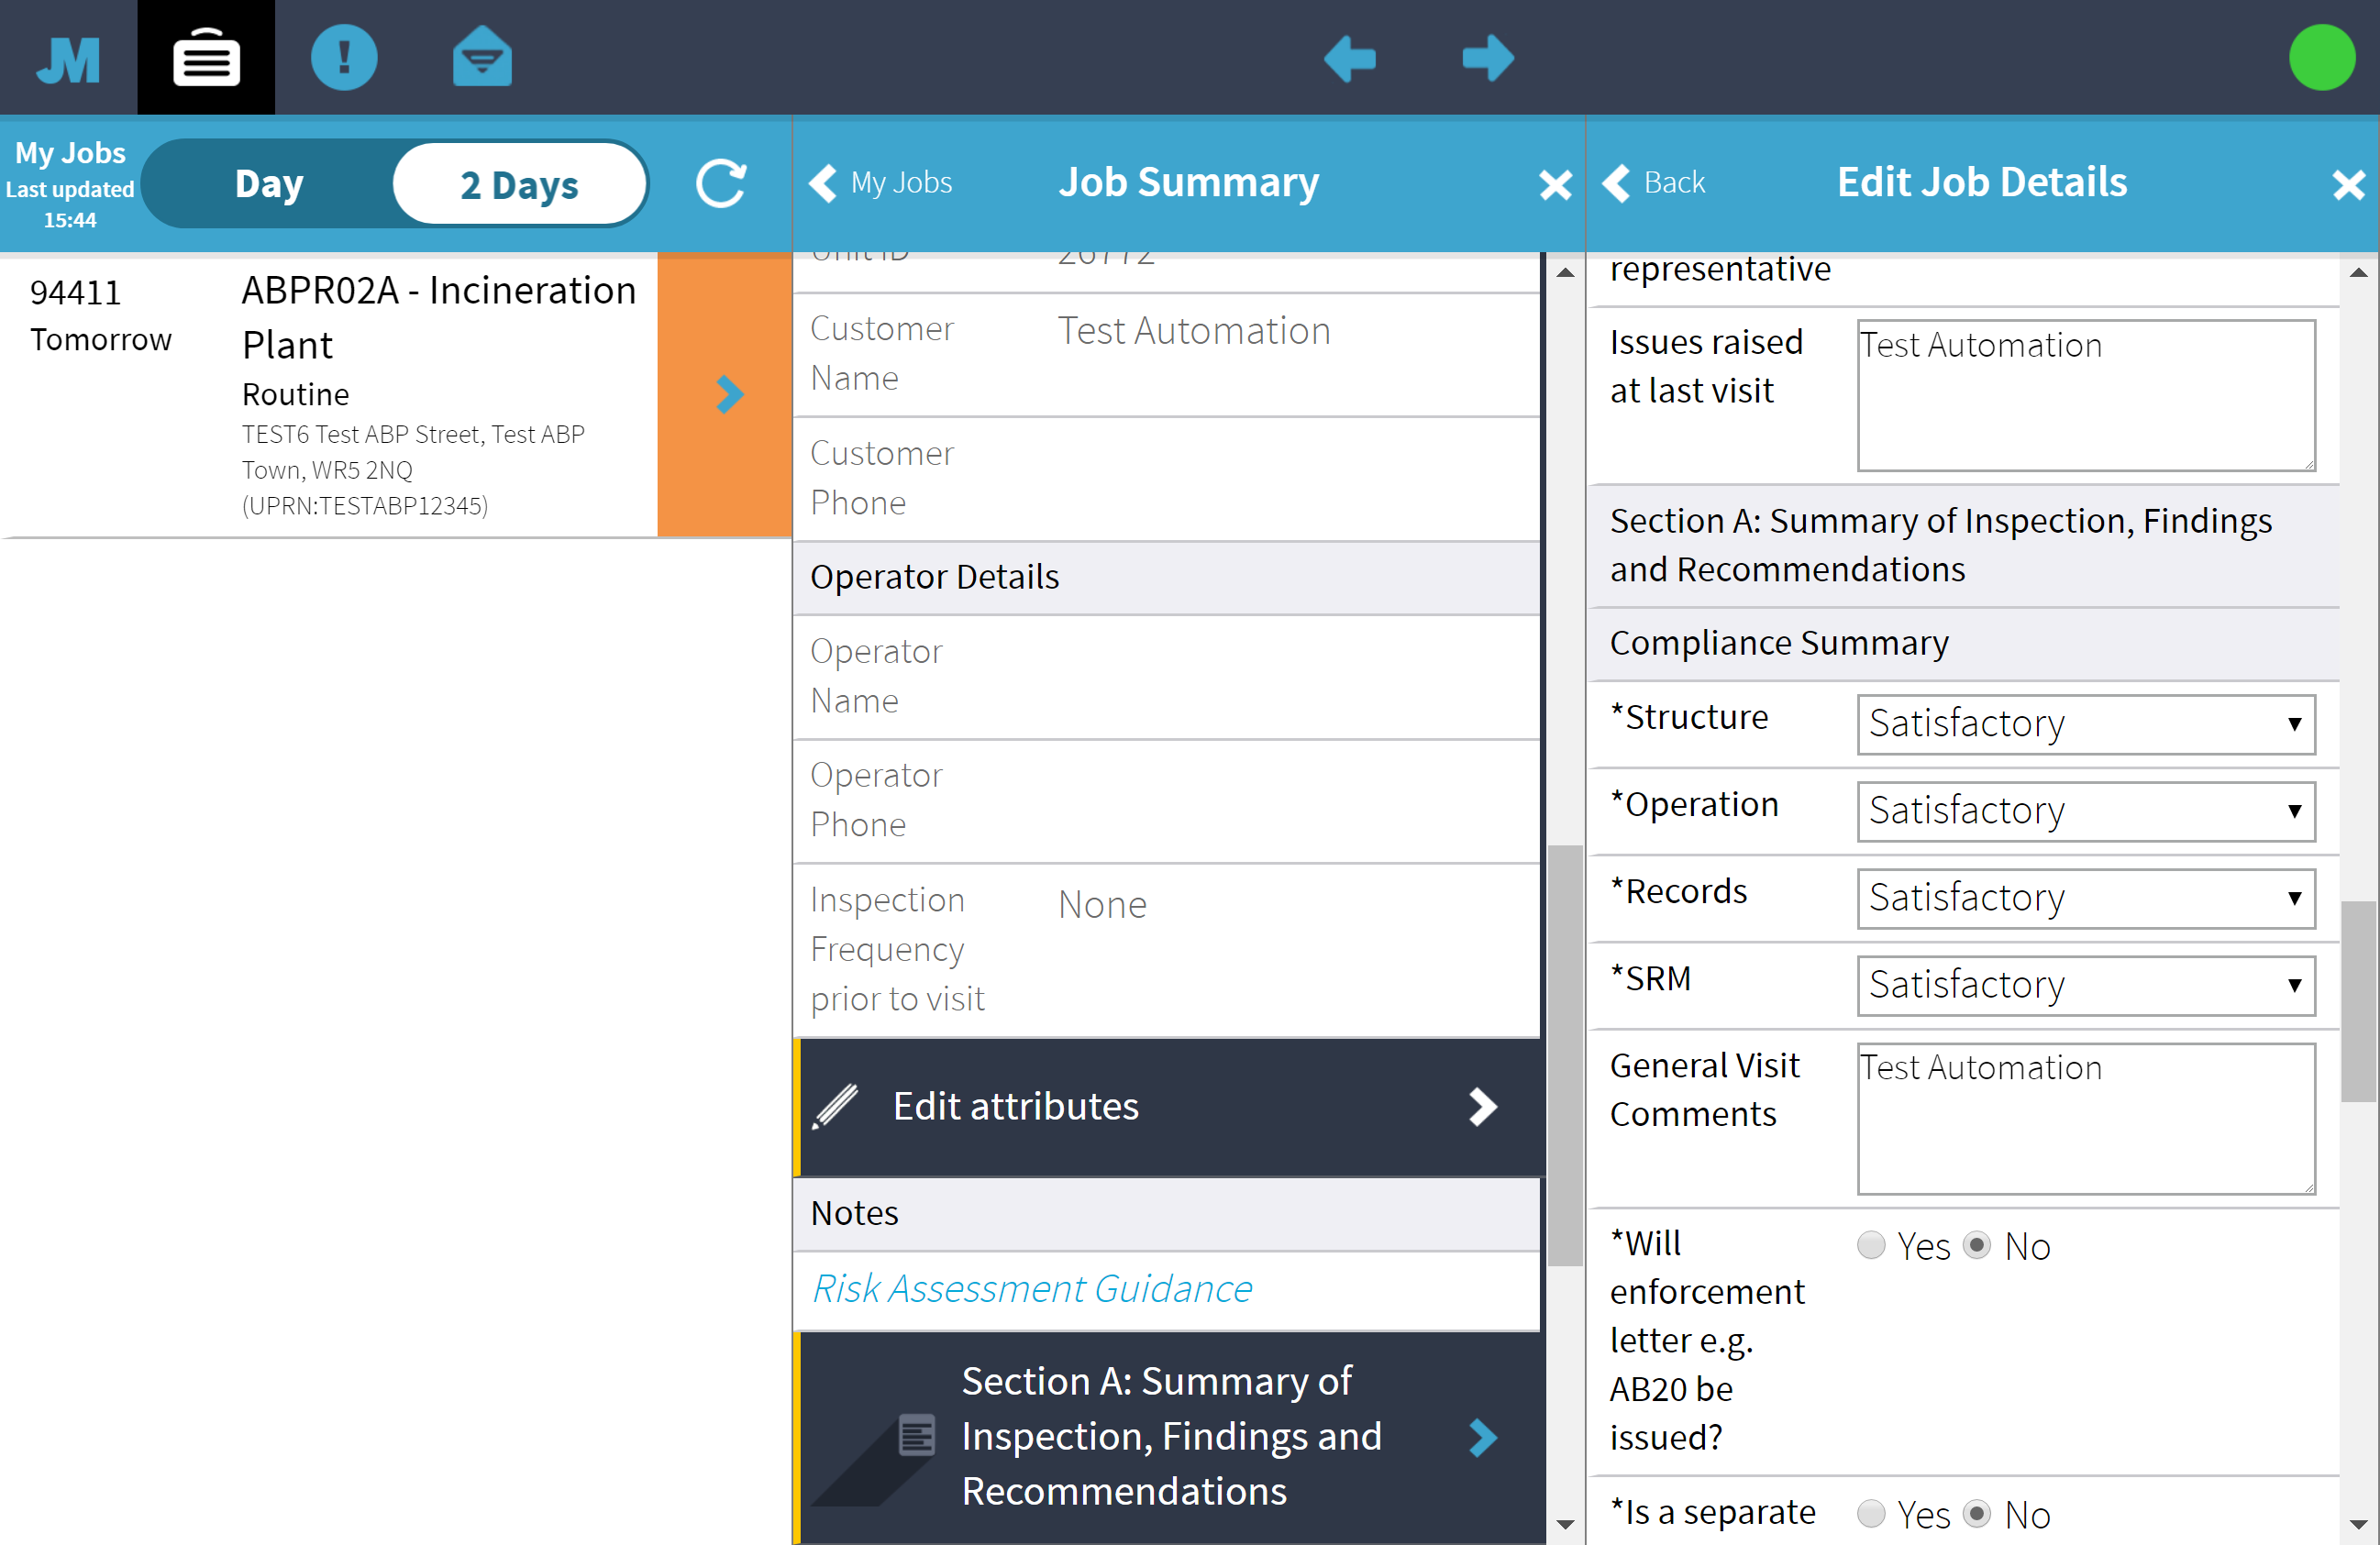 JM
My Jobs
Last updated
15:44
Day
2 Days
My Jobs
Job Summary
Back
Edit Job Details
94411
Tomorrow
ABPR02A - Incineration
Plant
Routine
TEST6 Test ABP Street, Test ABP
Town, WR5 2NQ
(UPRN:TESTABP12345)
Unit ID
26772
Customer
Name
Test Automation
Customer
Phone
Operator Details
Operator
Name
Operator
Phone
Inspection
Frequency
prior to visit
None
Edit attributes
Notes
Risk Assessment Guidance
Section A: Summary of
Inspection, Findings and
Recommendations
representative
Issues raised
at last visit
Test Automation
Section A: Summary of Inspection, Findings
and Recommendations
Compliance Summary
*Structure
Satisfactory
*Operation
Satisfactory
*Records
Satisfactory
*SRM
Satisfactory
General Visit
Comments
Test Automation
*Will
enforcement
letter e.g.
AB20 be
issued?
Yes No
*Is a separate
Yes No